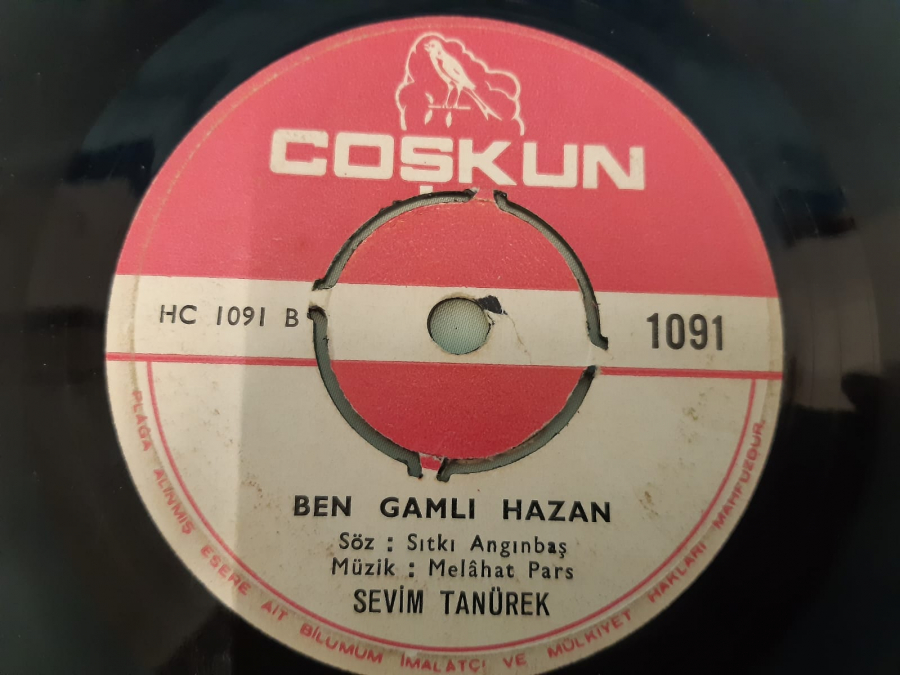 COŞKUN
HC 1091 B
1091
BEN GAMLI HAZAN
Söz : Sıtkı Angınbaş
Müzik : Melâhat Pars
SEVİM TANÜREK
PLAĞA ALINMIŞ ESERE AİT BİLUMUM İMALATÇI VE MÜLKİYET HAKLARI MAHFUZDUR.